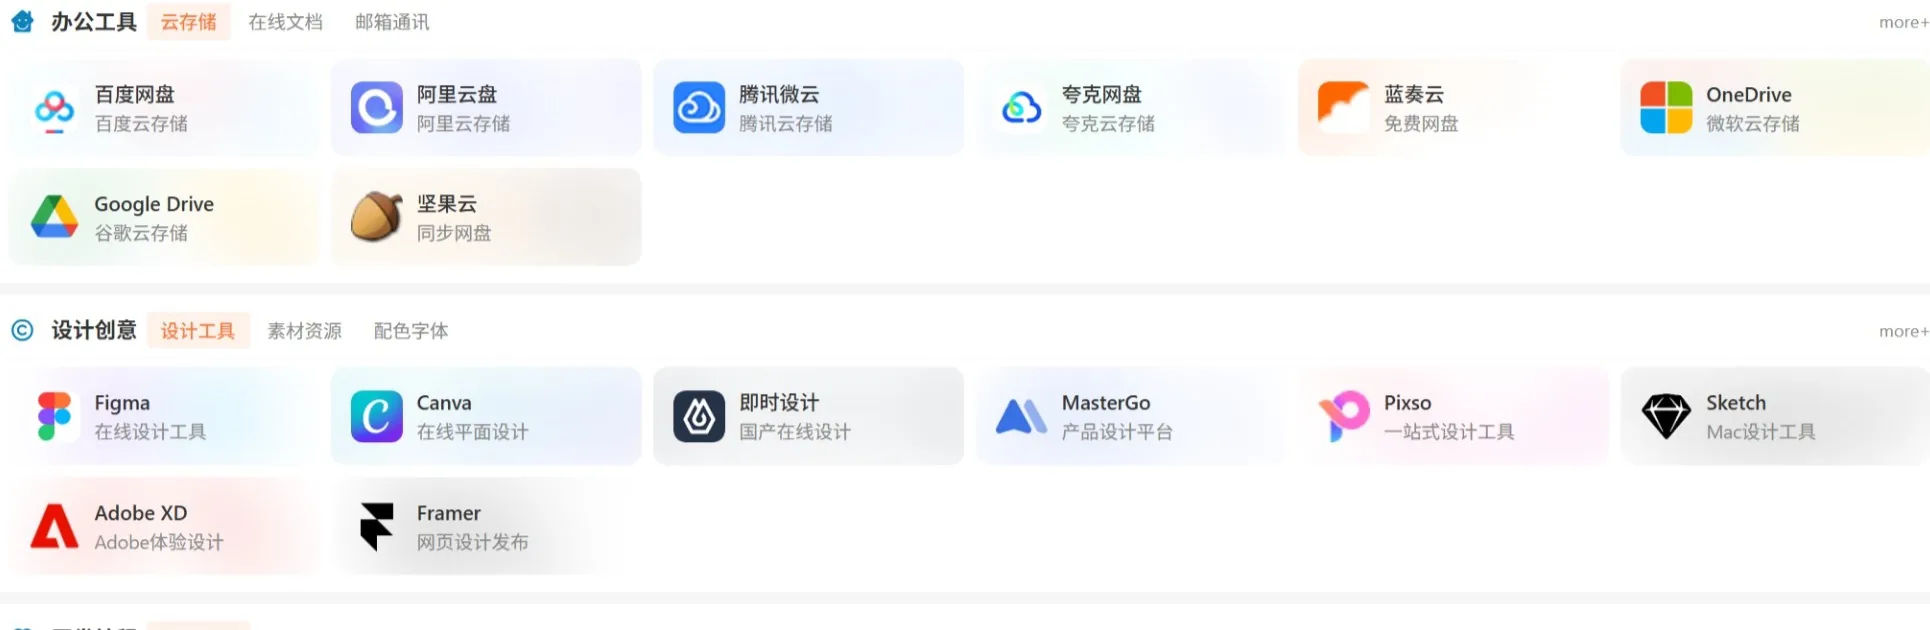 办公工具 云存储 在线文档 邮箱通讯 more+
百度网盘 阿里云盘 腾讯微云 夸克网盘 蓝奏云 OneDrive
百度云存储 阿里云存储 腾讯云存储 夸克云存储 免费网盘 微软云存储
Google Drive 坚果云
谷歌云存储 同步网盘
设计创意 设计工具 素材资源 配色字体 more+
Figma Canva 即时设计 MasterGo Pixso Sketch
在线设计工具 在线平面设计 国产在线设计 产品设计平台 一站式设计工具 Mac设计工具
Adobe XD Framer
Adobe体验设计 网页设计发布